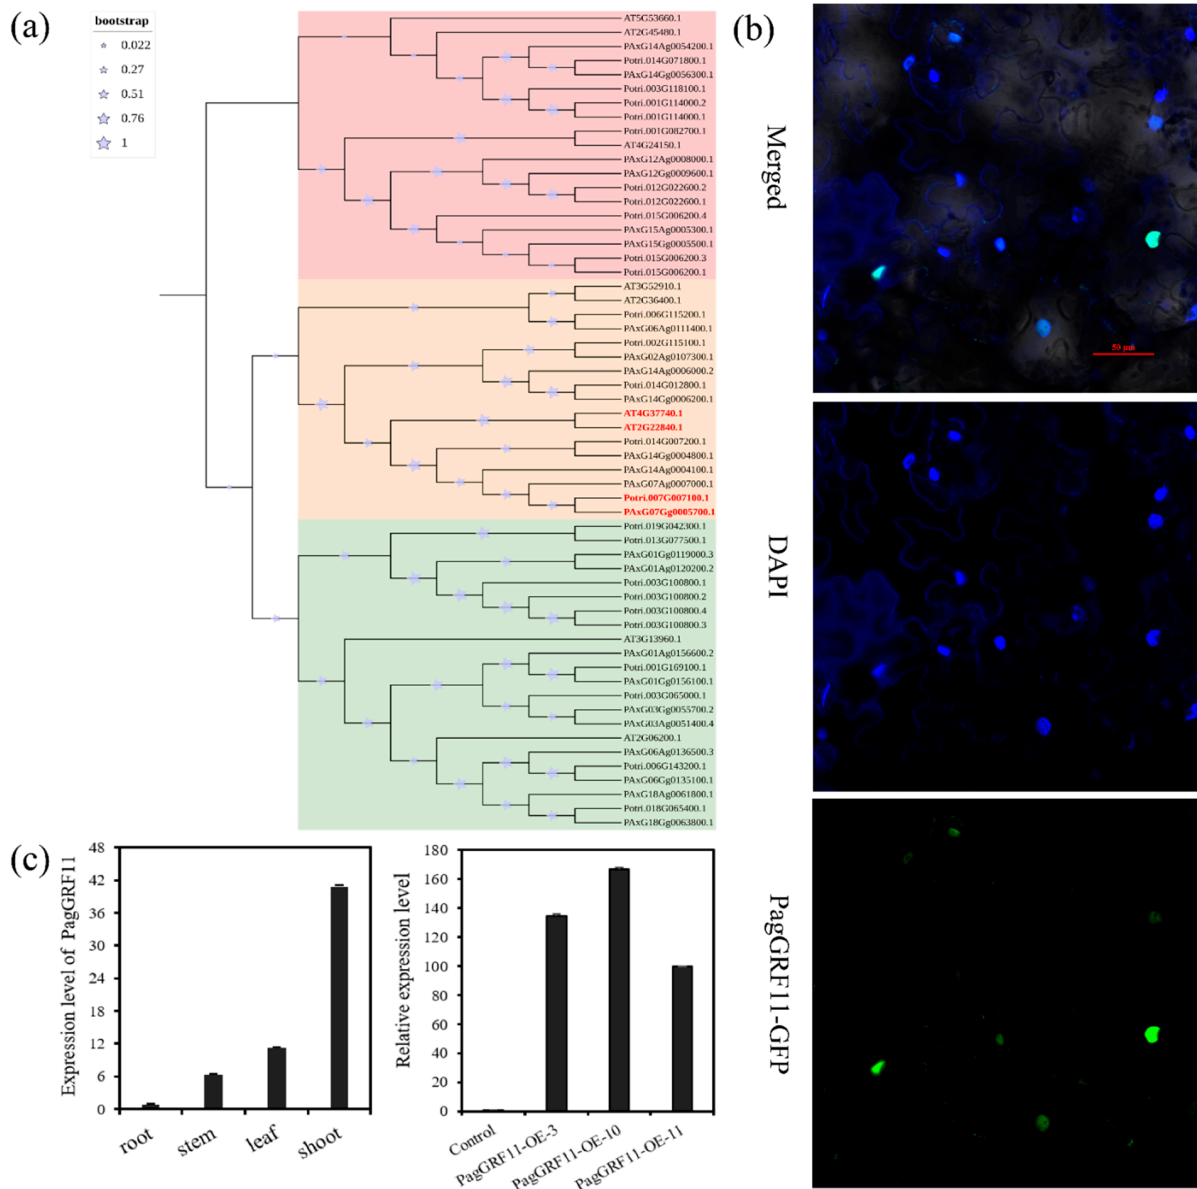 (a)
bootstrap
0.022
0.27
0.51
0.76
1
AT5G53660.1
AT2G45480.1
PAxG14Ag0054200.1
Potri.014G071800.1
PAxG14Gg0056300.1
Potri.003G118100.1
Potri.001G114000.2
Potri.001G114000.1
Potri.001G082700.1
AT4G24150.1
PAxG12Ag0008000.1
PAxG12Gg0009600.1
Potri.012G022600.2
Potri.012G022600.1
Potri.015G006200.4
PAxG15Ag0005300.1
PAxG15Gg0005500.1
Potri.015G006200.3
Potri.015G006200.1
AT3G52910.1
AT2G36400.1
Potri.006G115200.1
PAxG06Ag0111400.1
Potri.002G115100.1
PAxG02Ag0107300.1
PAxG14Ag0006000.2
Potri.014G012800.1
PAxG14Gg0006200.1
AT4G37740.1
AT2G22840.1
Potri.014G007200.1
PAxG14Gg0004800.1
PAxG14Ag0004100.1
PAxG07Ag0007000.1
Potri.007G007100.1
PAxG07Gg0005700.1
Potri.019G042300.1
Potri.013G077500.1
PAxG01Gg0119000.3
PAxG01Ag0120200.2
Potri.003G100800.1
Potri.003G100800.2
Potri.003G100800.4
Potri.003G100800.3
AT3G13960.1
PAxG01Ag0156600.2
Potri.001G169100.1
PAxG01Gg0156100.1
Potri.003G065000.1
PAxG03Gg0055700.2
PAxG03Ag0051400.4
AT2G06200.1
PAxG06Ag0136500.3
Potri.006G143200.1
PAxG06Gg0135100.1
PAxG18Ag0061800.1
Potri.018G065400.1
PAxG18Gg0063800.1
(b)
Merged
50 μm
DAPI
PagGRF11-GFP
(c)
Expression level of PagGRF11
48
42
36
30
24
18
12
6
0
root
stem
leaf
shoot
Relative expression level
180
160
140
120
100
80
60
40
20
0
Control
PagGRF11-OE-3
PagGRF11-OE-10
PagGRF11-OE-11